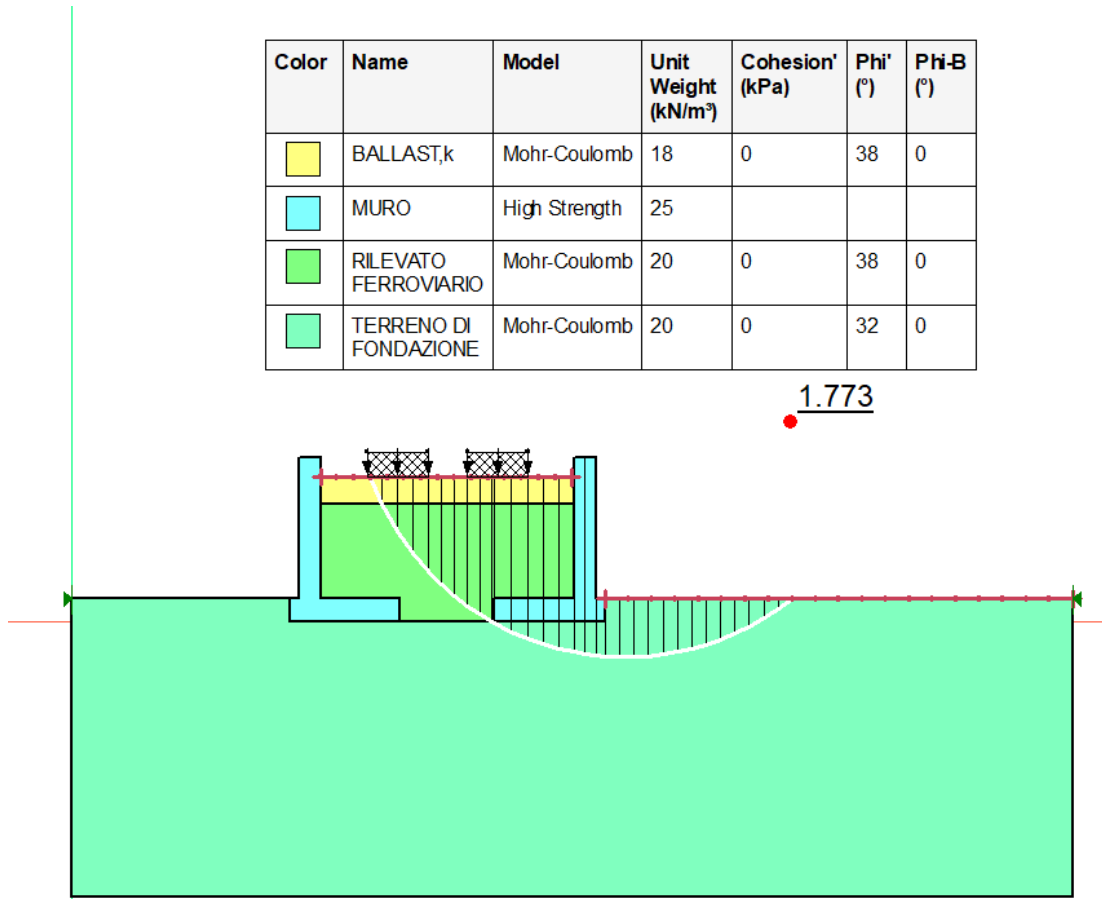 Color Name Model Unit Weight (kN/m³) Cohesion' (kPa) Phi' (°) Phi-B (°)
BALLAST,k Mohr-Coulomb 18 0 38 0
MURO High Strength 25
RILEVATO FERROVIARIO Mohr-Coulomb 20 0 38 0
TERRENO DI FONDAZIONE Mohr-Coulomb 20 0 32 0
1.773